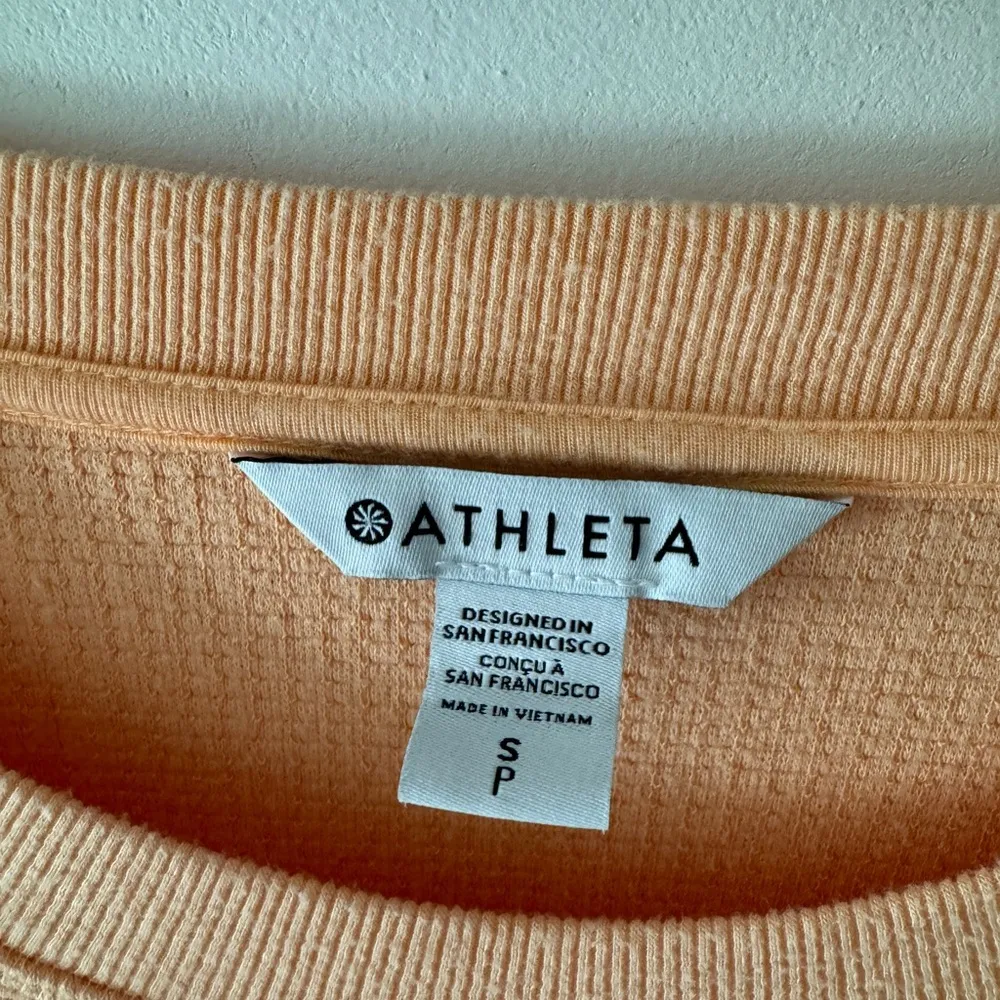 ATHLETA
DESIGNED IN
SAN FRANCISCO
CONÇU À
SAN FRANCISCO
MADE IN VIETNAM
S
P